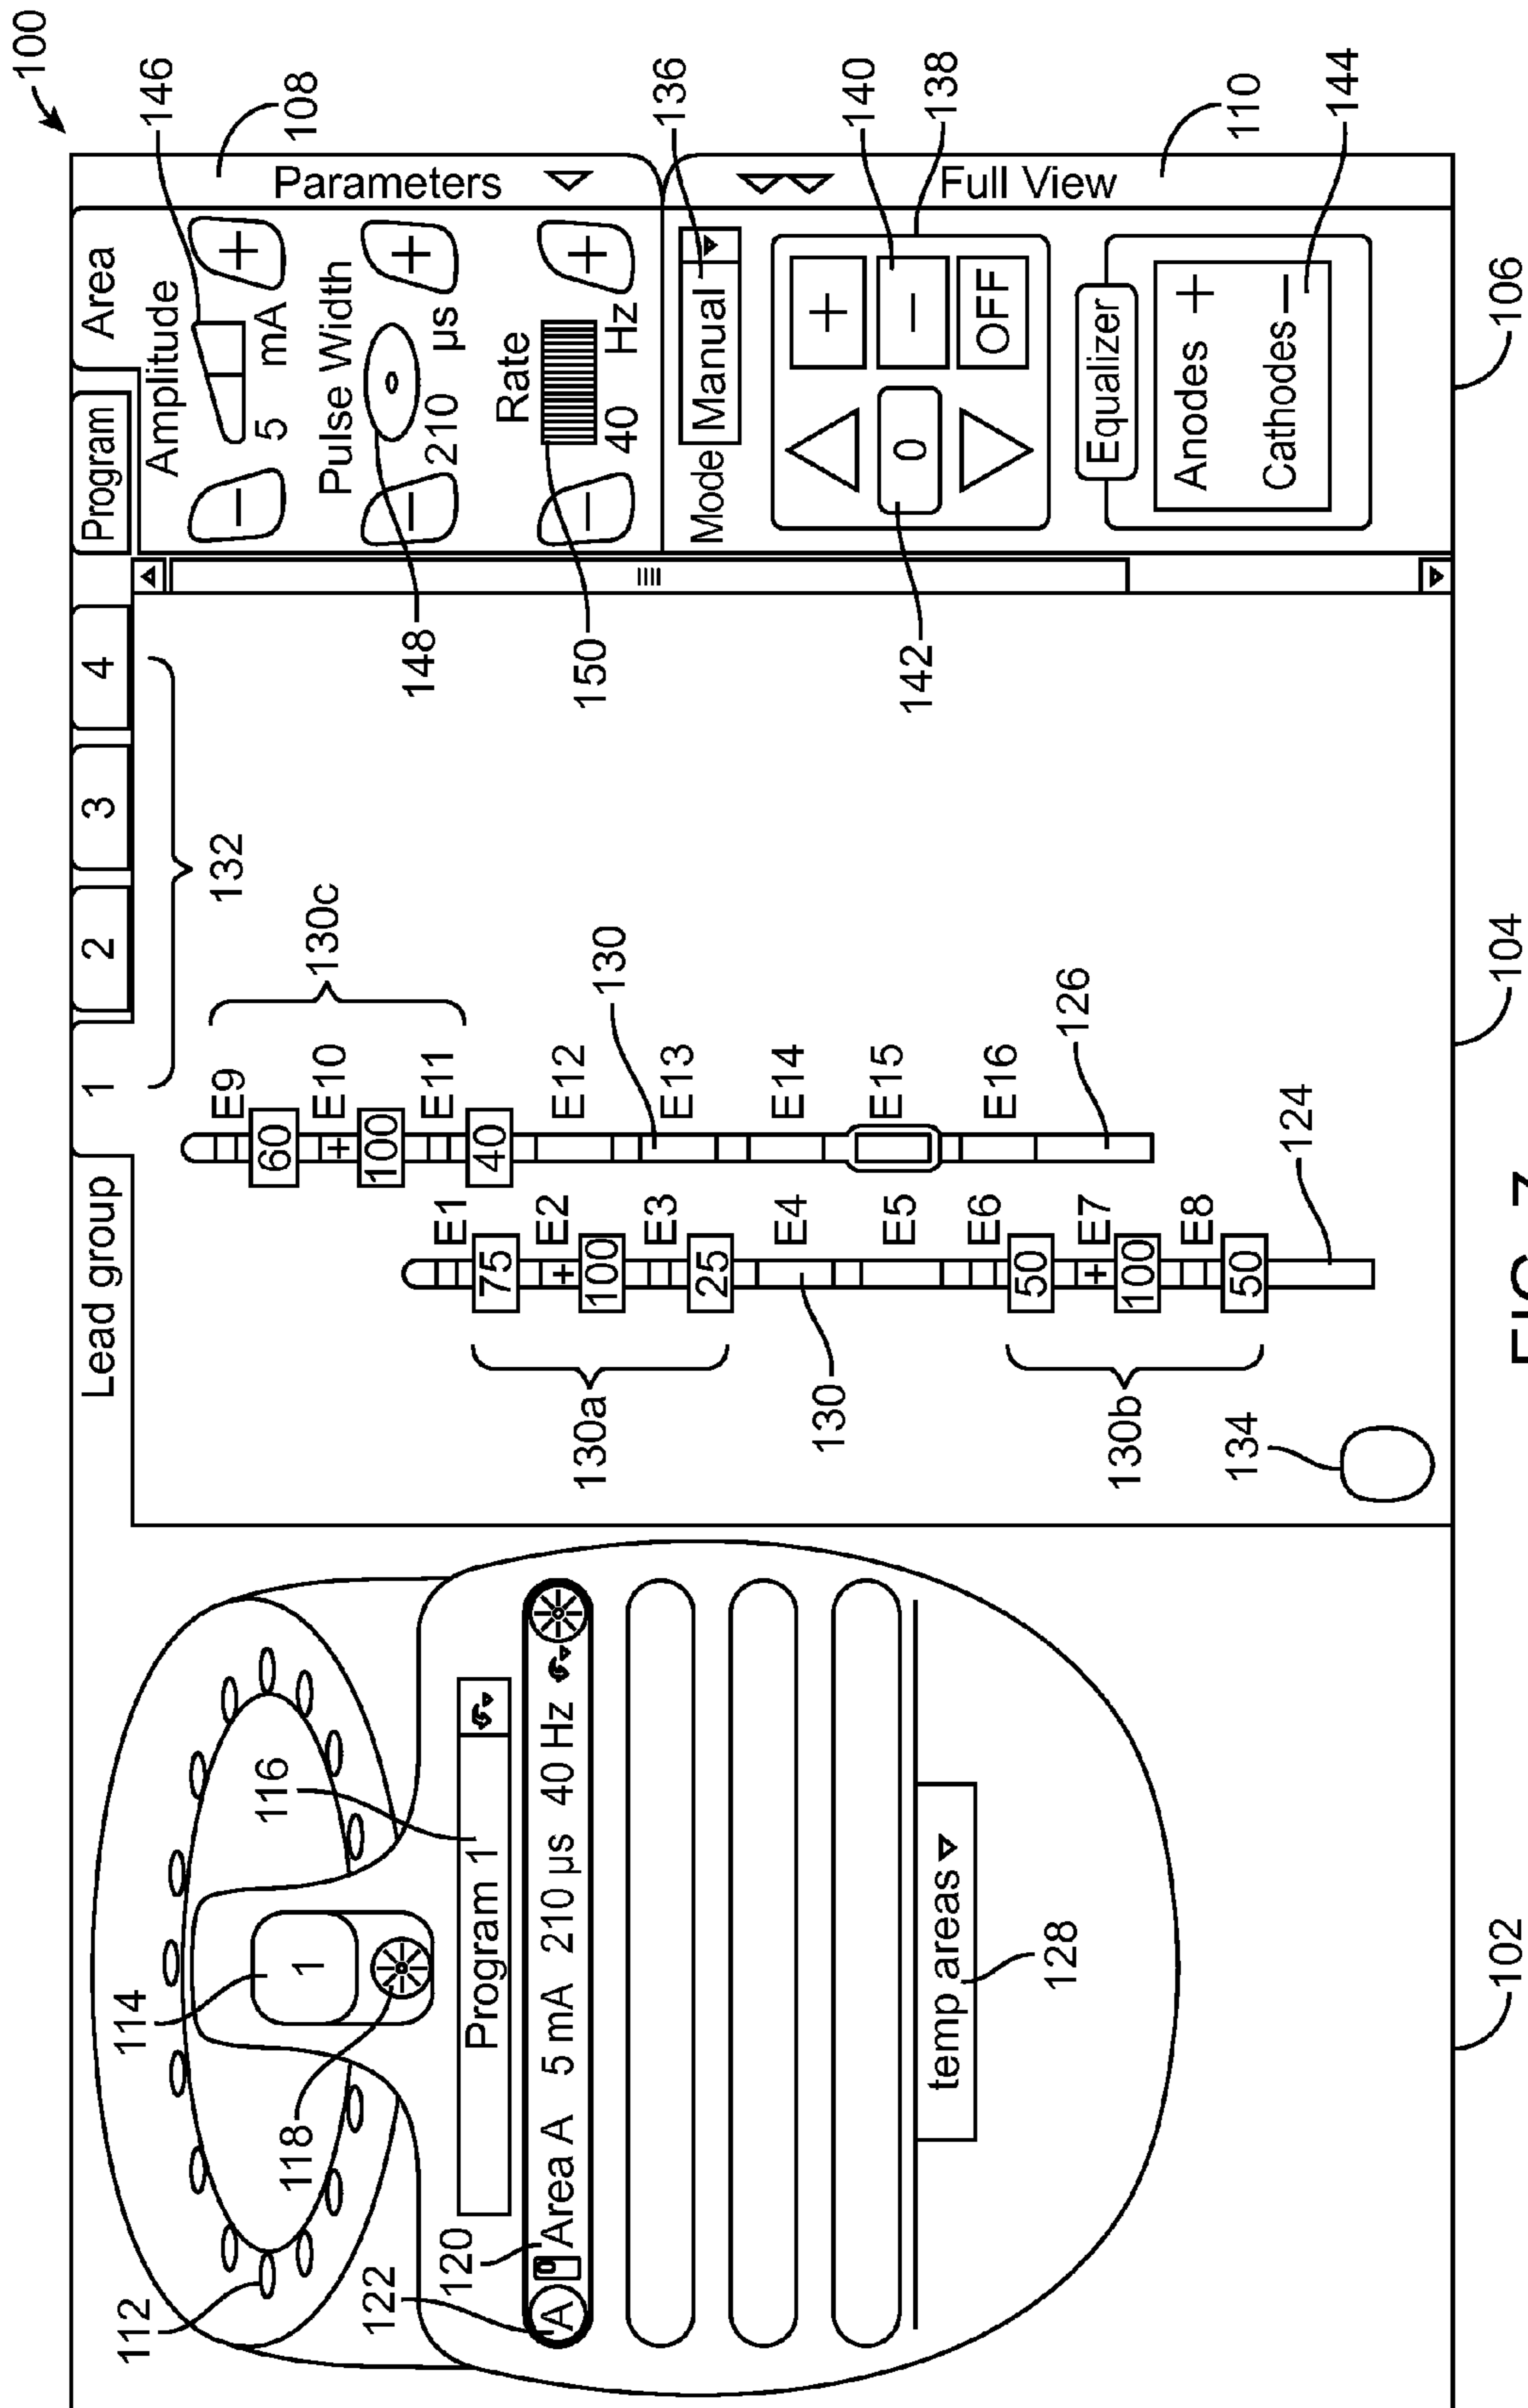 100
Lead group
1
2
3
4
Program
Area
Amplitude
146
−
+
5 mA
108
Parameters
Pulse Width
−
+
210 µs
148
Rate
−
+
40 Hz
150
Mode Manual
136
+
−
OFF
0
140
138
142
Full View
110
Equalizer
Anodes +
Cathodes−
144
132
130c
E9
60
E10
+
100
E11
40
E12
130
E13
E14
E15
E16
126
E1
75
E2
+
100
E3
25
E4
E5
E6
50
E7
+
100
E8
50
124
130a
130
130b
134
112
114
1
116
118
Program 1
120
122
A Area A 5 mA 210 µs 40 Hz
temp areas
128
102
104
106